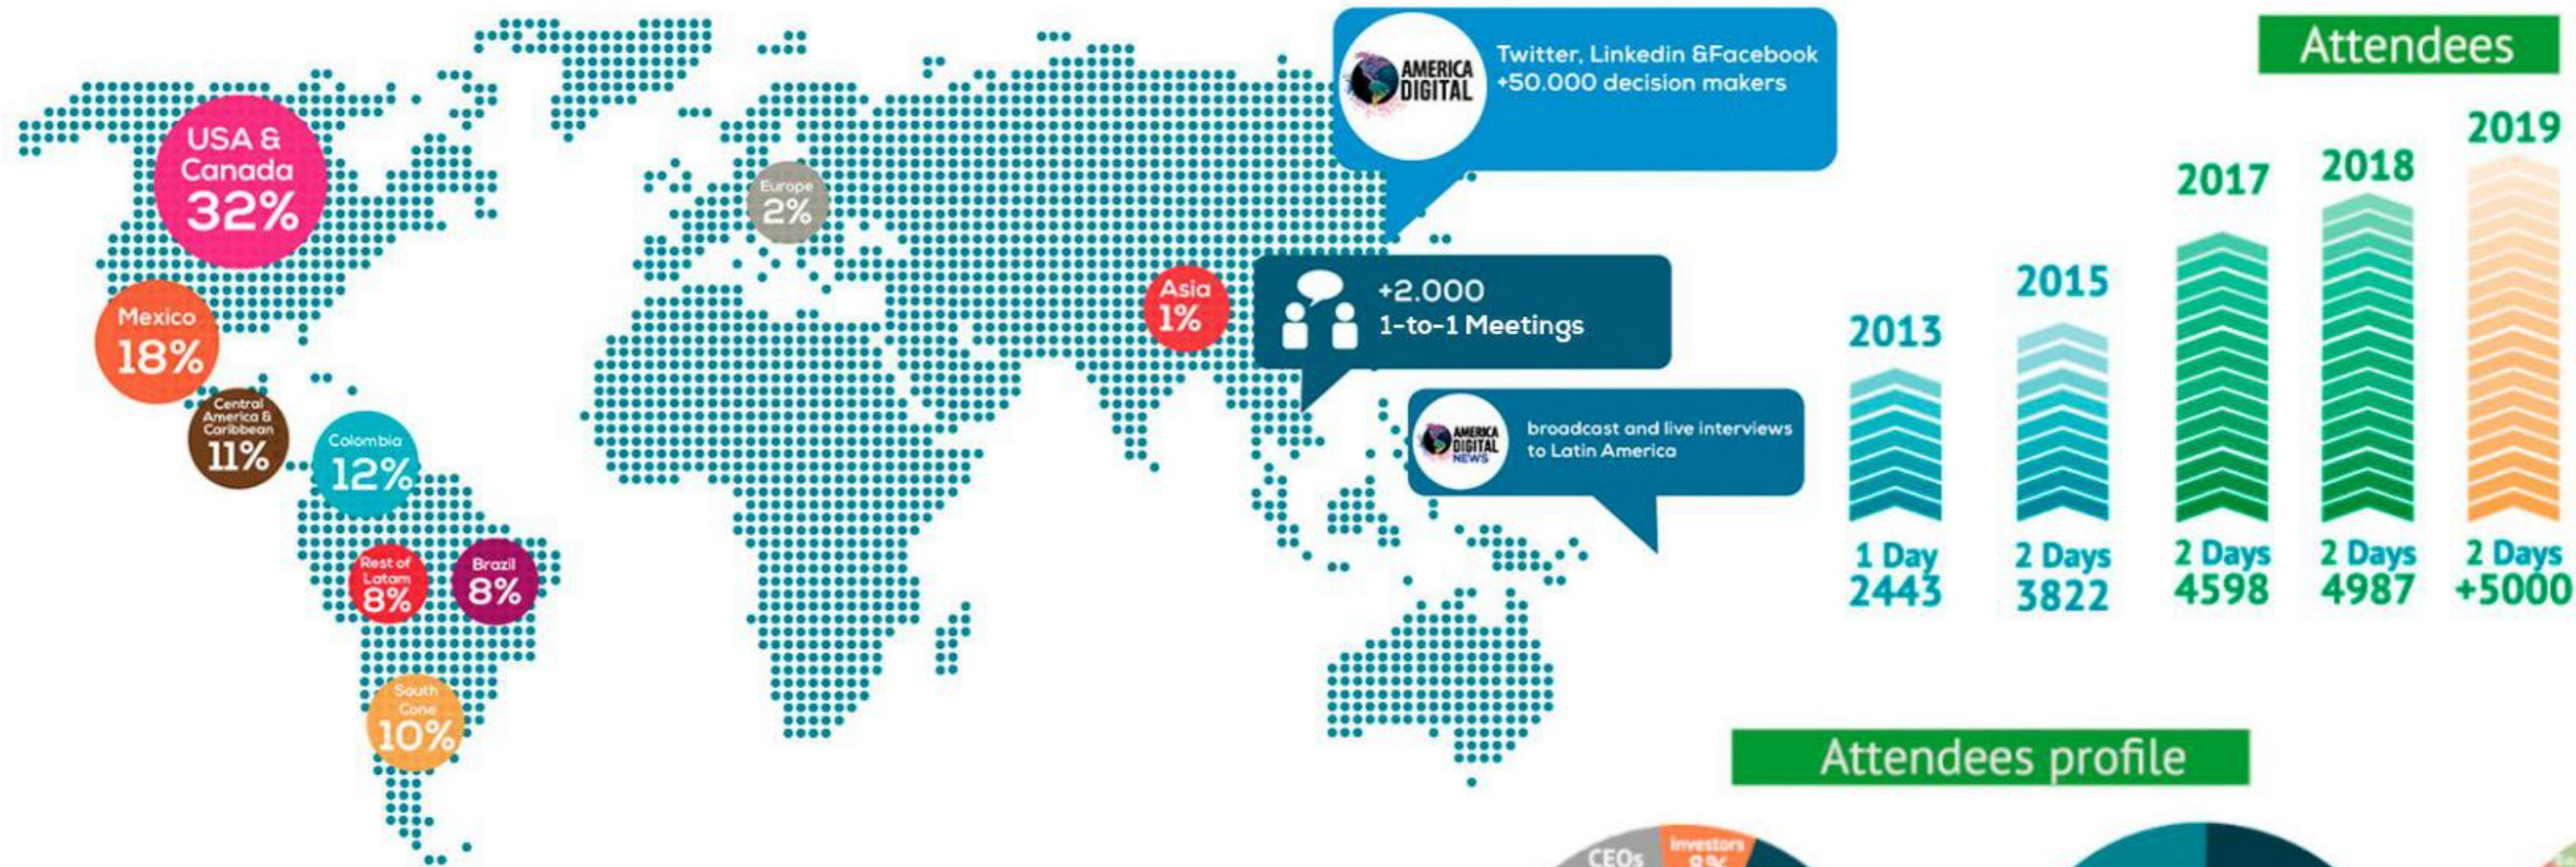 USA &
Canada
32%
Mexico
18%
Central
America &
Caribbean
11%
Colombia
12%
Rest of
Latam
8%
Brazil
8%
South
Cone
10%
Europe
2%
Asia
1%
AMERICA
DIGITAL
Twitter, Linkedin &Facebook
+50.000 decision makers
+2.000
1-to-1 Meetings
AMERICA
DIGITAL
NEWS
broadcast and live interviews
to Latin America
Attendees
2013
1 Day
2443
2015
2 Days
3822
2017
2 Days
4598
2018
2 Days
4987
2019
2 Days
+5000
Attendees profile
CEOs
Investors
8%